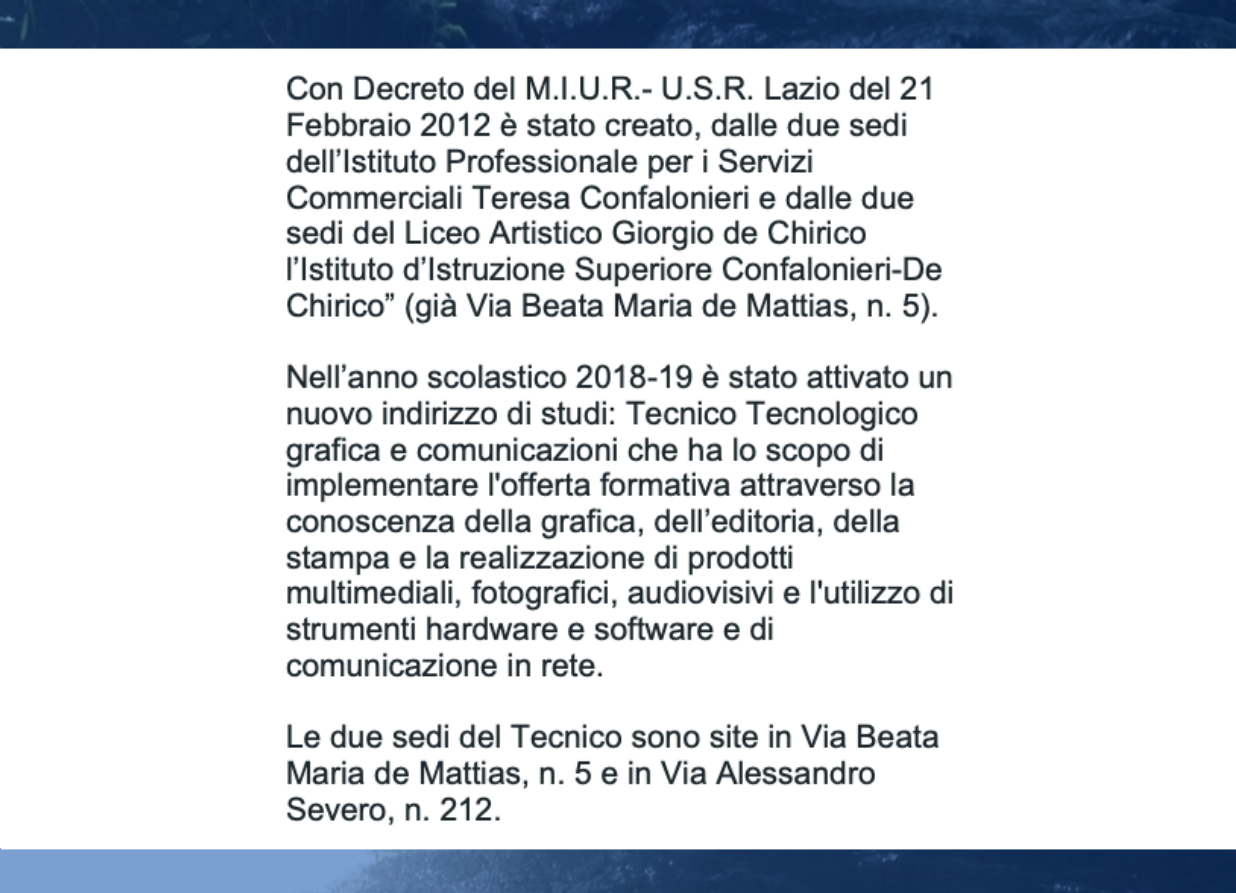 Con Decreto del M.I.U.R.- U.S.R. Lazio del 21
Febbraio 2012 è stato creato, dalle due sedi
dell’Istituto Professionale per i Servizi
Commerciali Teresa Confalonieri e dalle due
sedi del Liceo Artistico Giorgio de Chirico
l’Istituto d’Istruzione Superiore Confalonieri-De
Chirico” (già Via Beata Maria de Mattias, n. 5).
Nell’anno scolastico 2018-19 è stato attivato un
nuovo indirizzo di studi: Tecnico Tecnologico
grafica e comunicazioni che ha lo scopo di
implementare l'offerta formativa attraverso la
conoscenza della grafica, dell’editoria, della
stampa e la realizzazione di prodotti
multimediali, fotografici, audiovisivi e l'utilizzo di
strumenti hardware e software e di
comunicazione in rete.
Le due sedi del Tecnico sono site in Via Beata
Maria de Mattias, n. 5 e in Via Alessandro
Severo, n. 212.